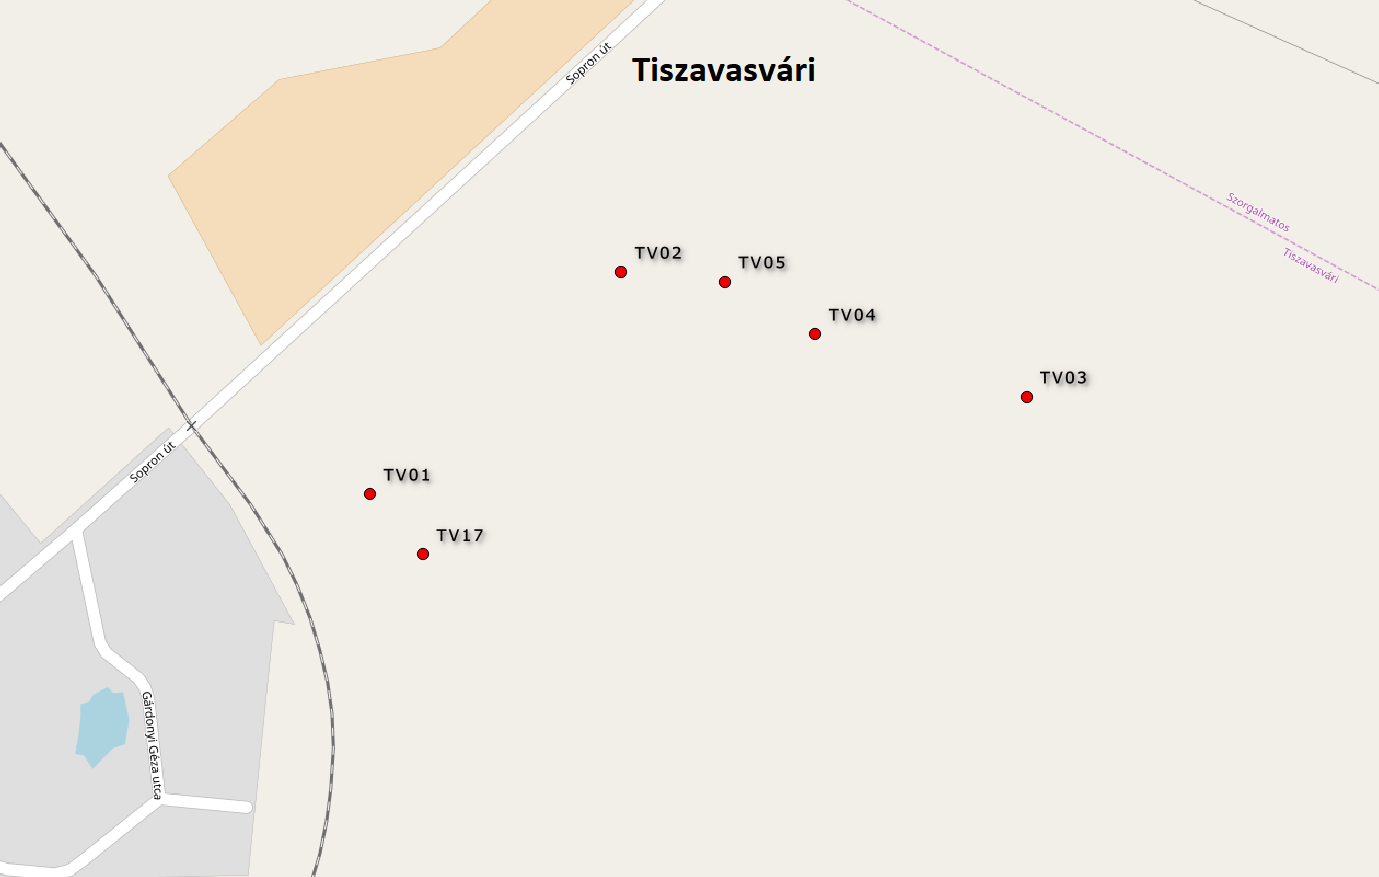 Sopron út
Tiszavasvári
Szorgalmatos
Tiszavasvári
TV02
TV05
TV04
TV03
Sopron út
TV01
TV17
Gárdonyi Géza utca